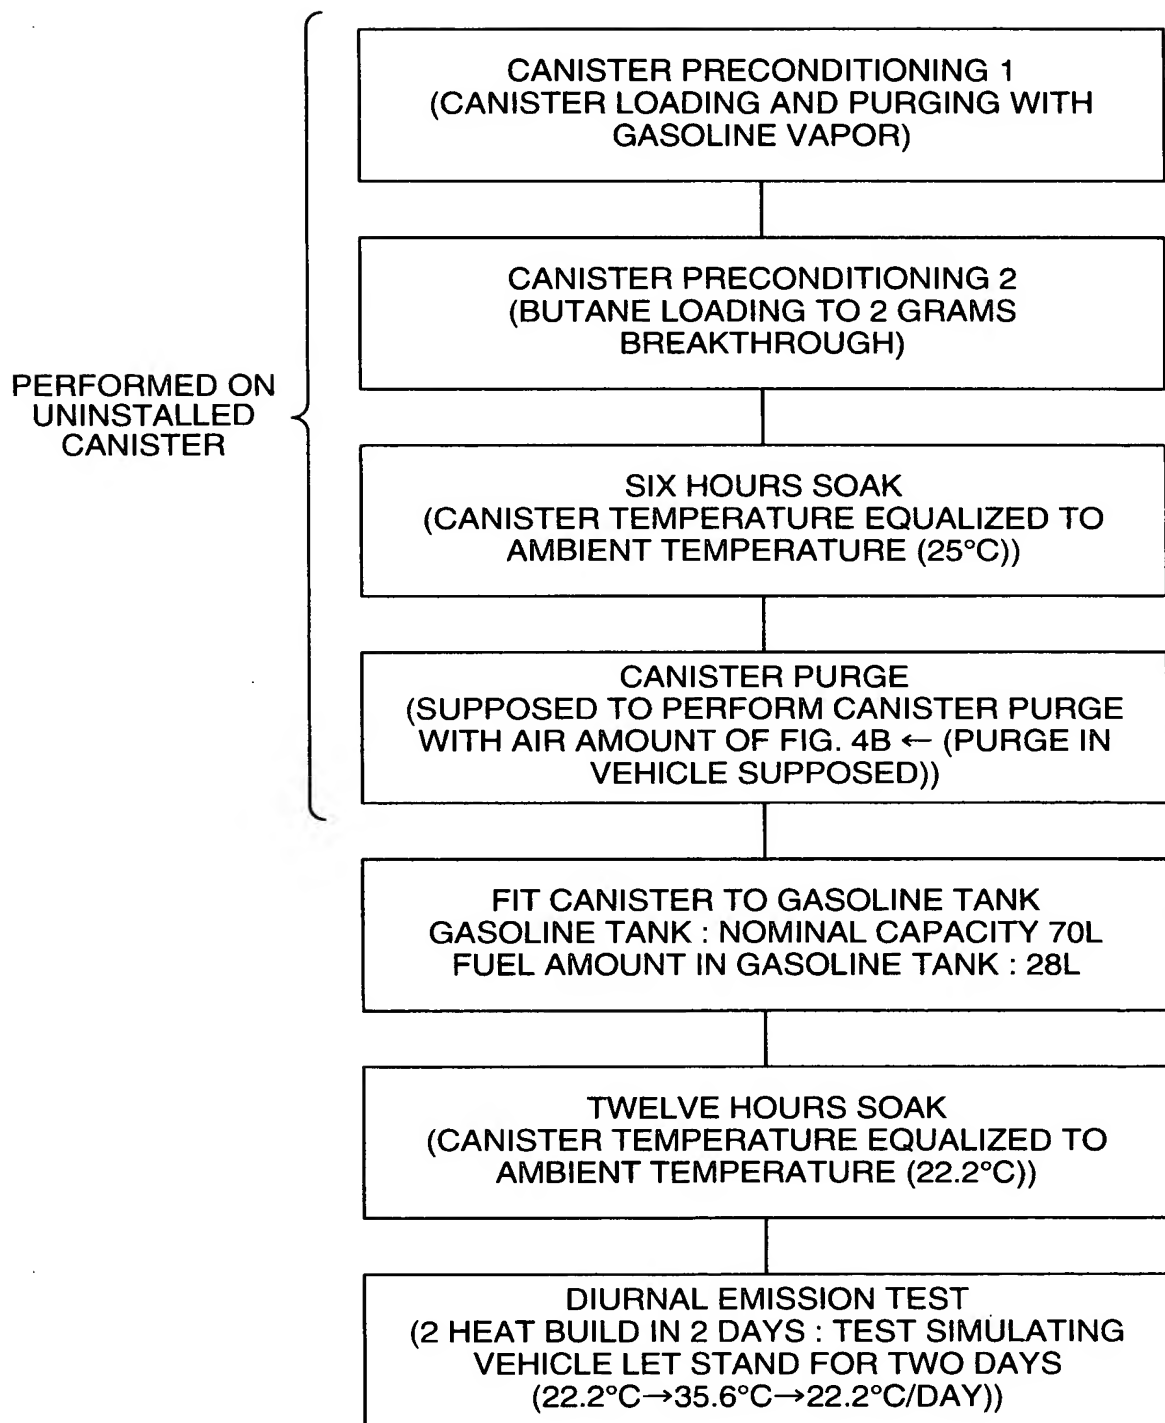 CANISTER PRECONDITIONING 1
(CANISTER LOADING AND PURGING WITH
GASOLINE VAPOR)
CANISTER PRECONDITIONING 2
(BUTANE LOADING TO 2 GRAMS
BREAKTHROUGH)
PERFORMED ON
UNINSTALLED
CANISTER
SIX HOURS SOAK
(CANISTER TEMPERATURE EQUALIZED TO
AMBIENT TEMPERATURE (25°C))
CANISTER PURGE
(SUPPOSED TO PERFORM CANISTER PURGE
WITH AIR AMOUNT OF FIG. 4B ← (PURGE IN
VEHICLE SUPPOSED))
FIT CANISTER TO GASOLINE TANK
GASOLINE TANK : NOMINAL CAPACITY 70L
FUEL AMOUNT IN GASOLINE TANK : 28L
TWELVE HOURS SOAK
(CANISTER TEMPERATURE EQUALIZED TO
AMBIENT TEMPERATURE (22.2°C))
DIURNAL EMISSION TEST
(2 HEAT BUILD IN 2 DAYS : TEST SIMULATING
VEHICLE LET STAND FOR TWO DAYS
(22.2°C→35.6°C→22.2°C/DAY))